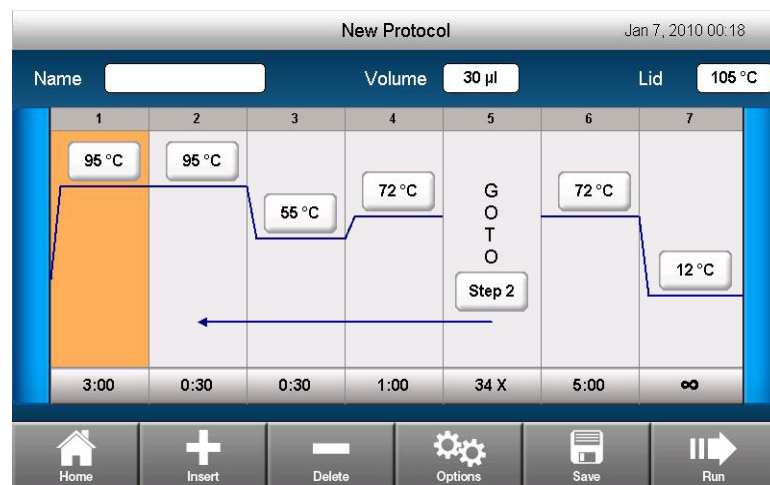 New Protocol Jan 7, 2010 00:18
Name Volume 30 µl Lid 105 °C
1 2 3 4 5 6 7
95 °C 95 °C 55 °C 72 °C GOTO Step 2 72 °C 12 °C
3:00 0:30 0:30 1:00 34 X 5:00 ∞
Home Insert Delete Options Save Run